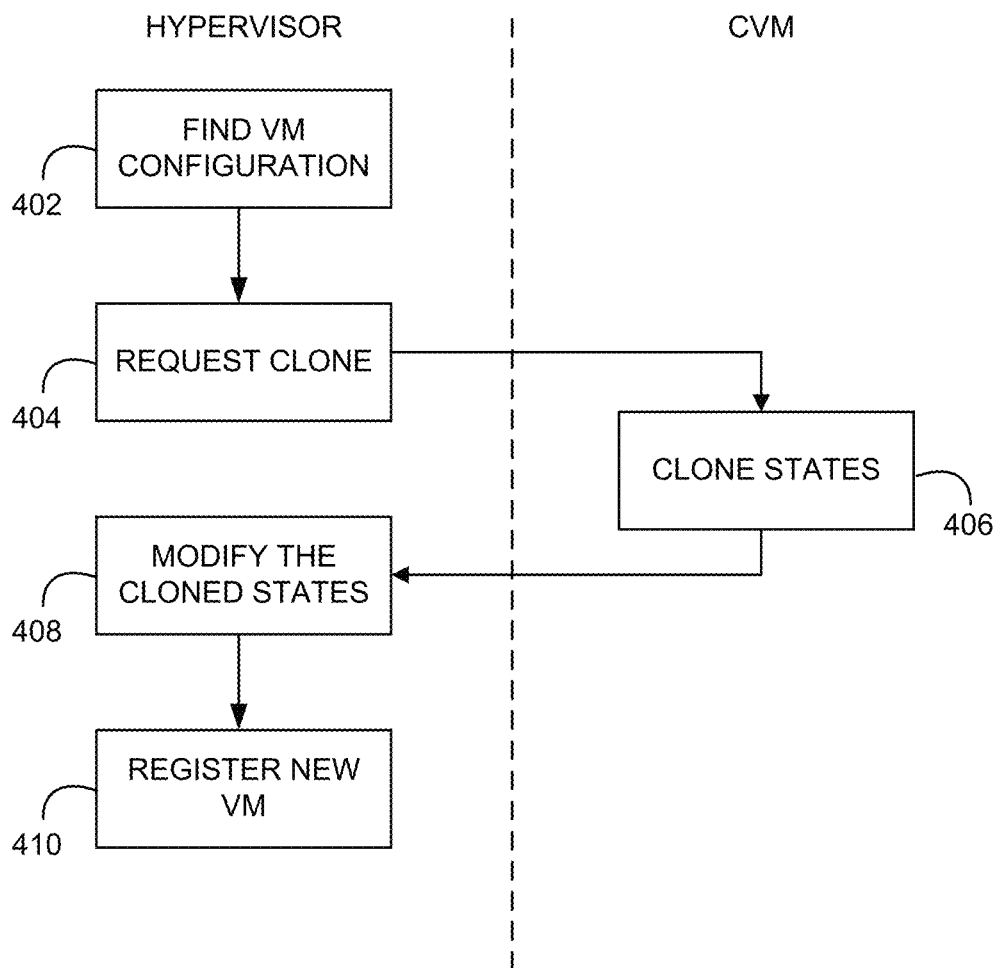 HYPERVISOR
CVM
FIND VM
CONFIGURATION
402
REQUEST CLONE
404
CLONE STATES
406
MODIFY THE
CLONED STATES
408
REGISTER NEW
VM
410